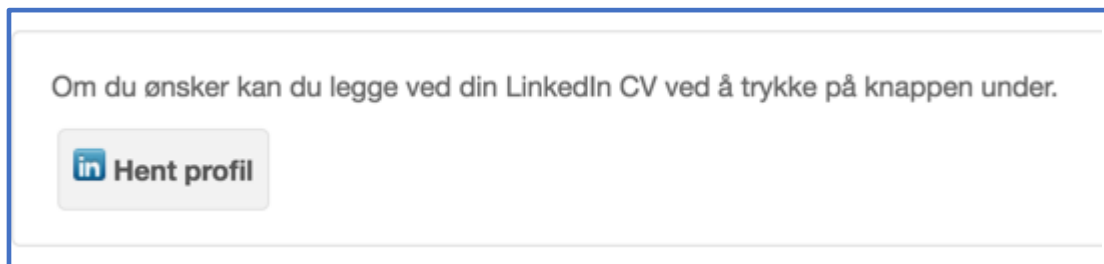 Om du ønsker kan du legge ved din LinkedIn CV ved å trykke på knappen under.
in Hent profil